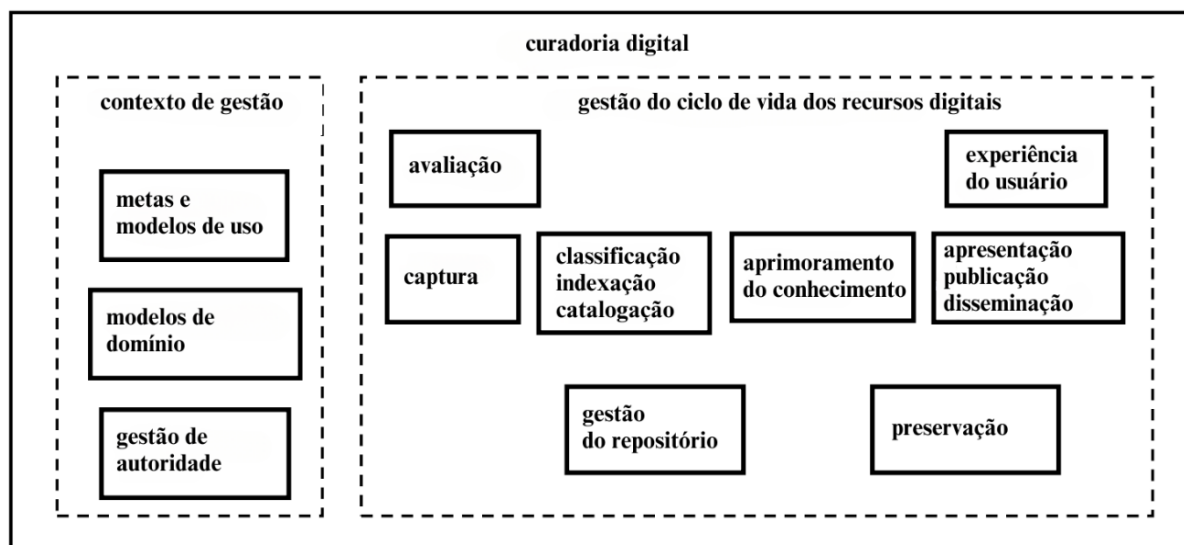 curadoria digital
contexto de gestão
metas e
modelos de uso
modelos de
domínio
gestão de
autoridade
gestão do ciclo de vida dos recursos digitais
avaliação
experiência
do usuário
captura
classificação
indexação
catalogação
aprimoramento
do conhecimento
apresentação
publicação
disseminação
gestão
do repositório
preservação